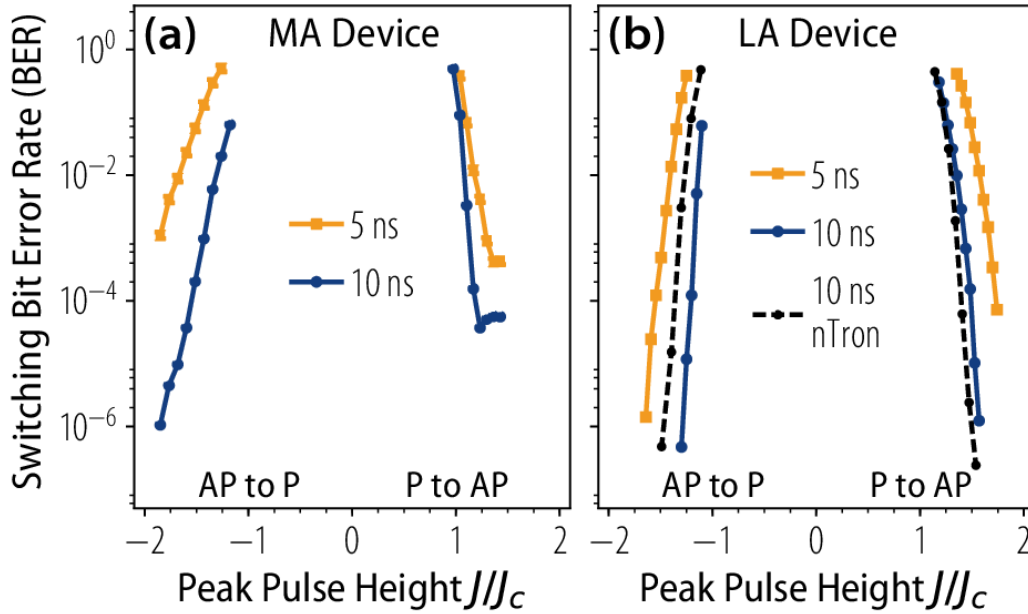 (a) MA Device
(b) LA Device
Switching Bit Error Rate (BER)
10⁰
10⁻²
10⁻⁴
10⁻⁶
5 ns
10 ns
5 ns
10 ns
10 ns
nTron
AP to P
P to AP
AP to P
P to AP
−2 −1 0 1 2
−2 −1 0 1 2
Peak Pulse Height J/J_c
Peak Pulse Height J/J_c